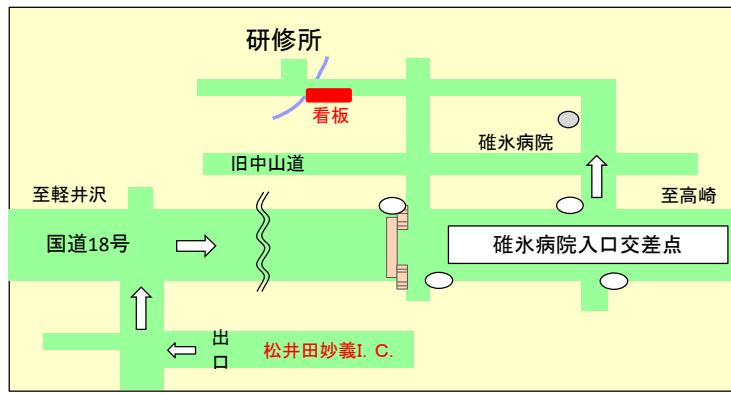 研修所
看板
碓氷病院
旧中山道
至軽井沢
至高崎
国道18号
碓氷病院入口交差点
出口
松井田妙義I. C.